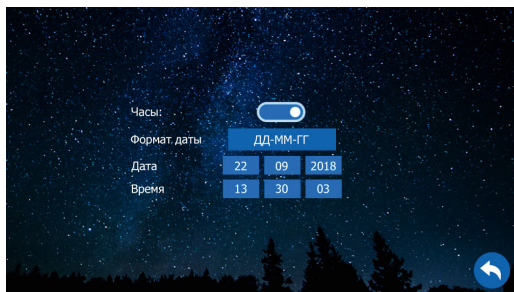 Часы:
Формат даты ДД-ММ-ГГ
Дата 22 09 2018
Время 13 30 03